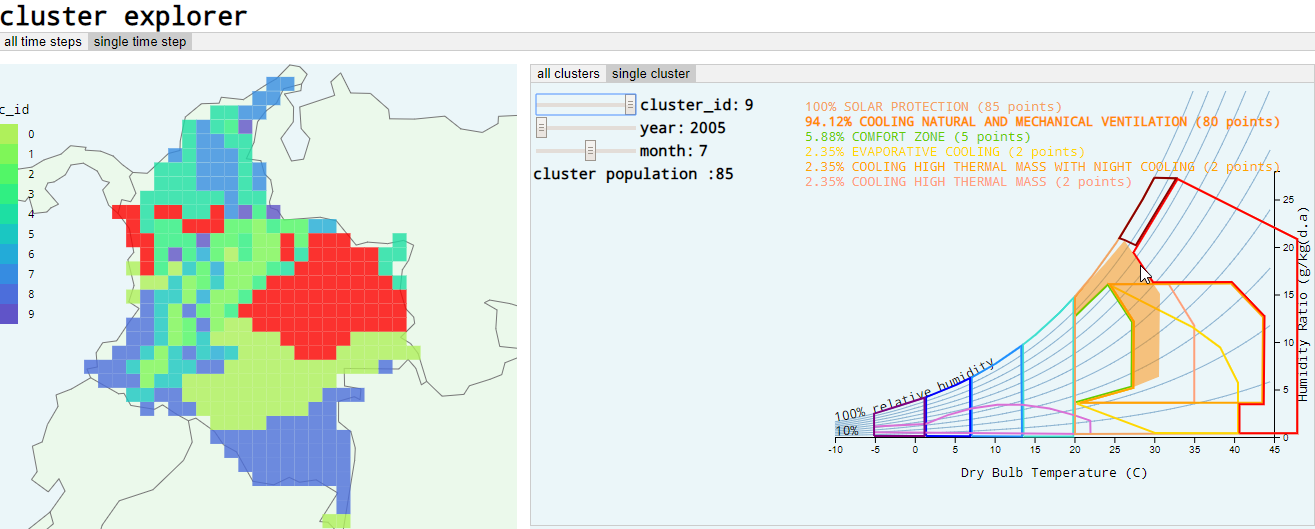 cluster explorer
all time steps single time step
c_id
0
1
2
3
4
5
6
7
8
9
all clusters single cluster
cluster_id: 9
year: 2005
month: 7
cluster population :85
100% SOLAR PROTECTION (85 points)
94.12% COOLING NATURAL AND MECHANICAL VENTILATION (80 points)
5.88% COMFORT ZONE (5 points)
2.35% EVAPORATIVE COOLING (2 points)
2.35% COOLING HIGH THERMAL MASS WITH NIGHT COOLING (2 points)
2.35% COOLING HIGH THERMAL MASS (2 points)
100% relative humidity
10%
25
20
15
10
5
0
Humidity Ratio (g/kg(d.a)
-10 -5 0 5 10 15 20 25 30 35 40 45
Dry Bulb Temperature (C)